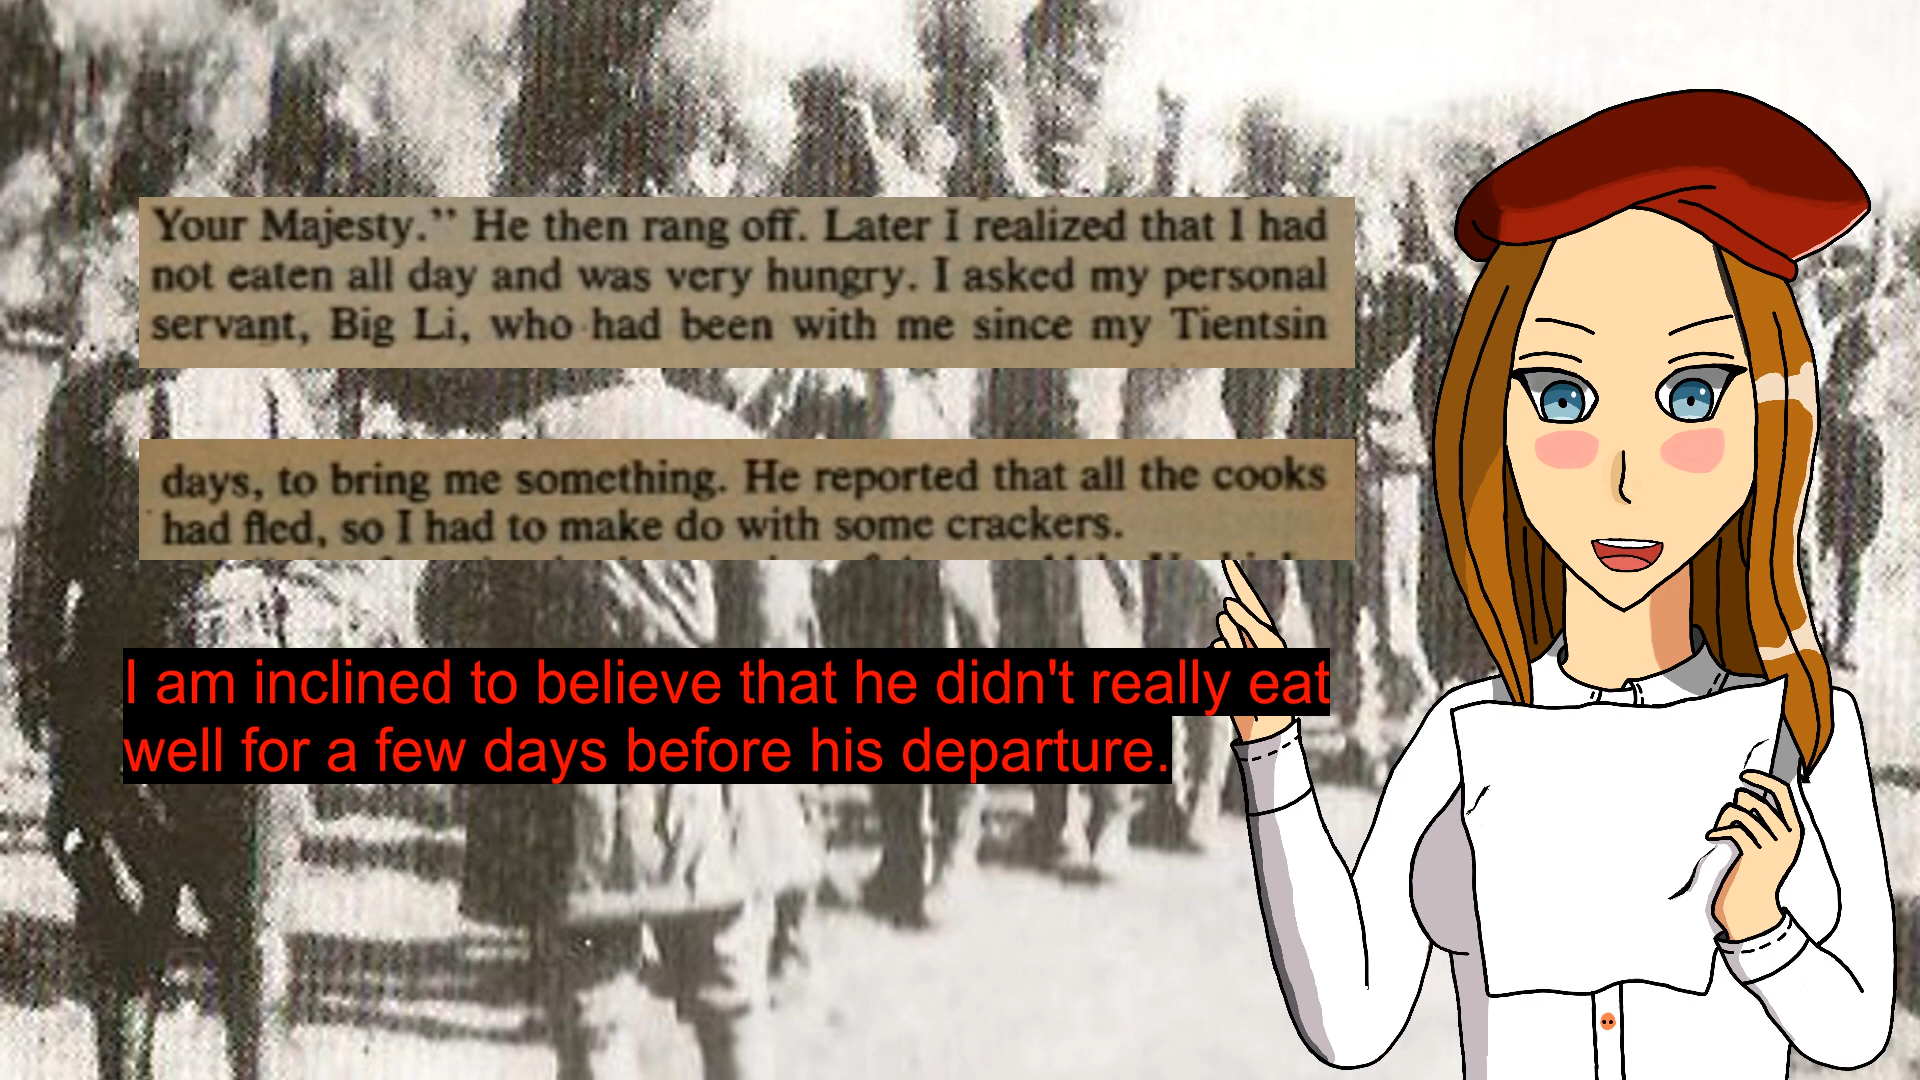 Your Majesty.” He then rang off. Later I realized that I had
not eaten all day and was very hungry. I asked my personal
servant, Big Li, who had been with me since my Tientsin
days, to bring me something. He reported that all the cooks
had fled, so I had to make do with some crackers.
I am inclined to believe that he didn't really eat
well for a few days before his departure.